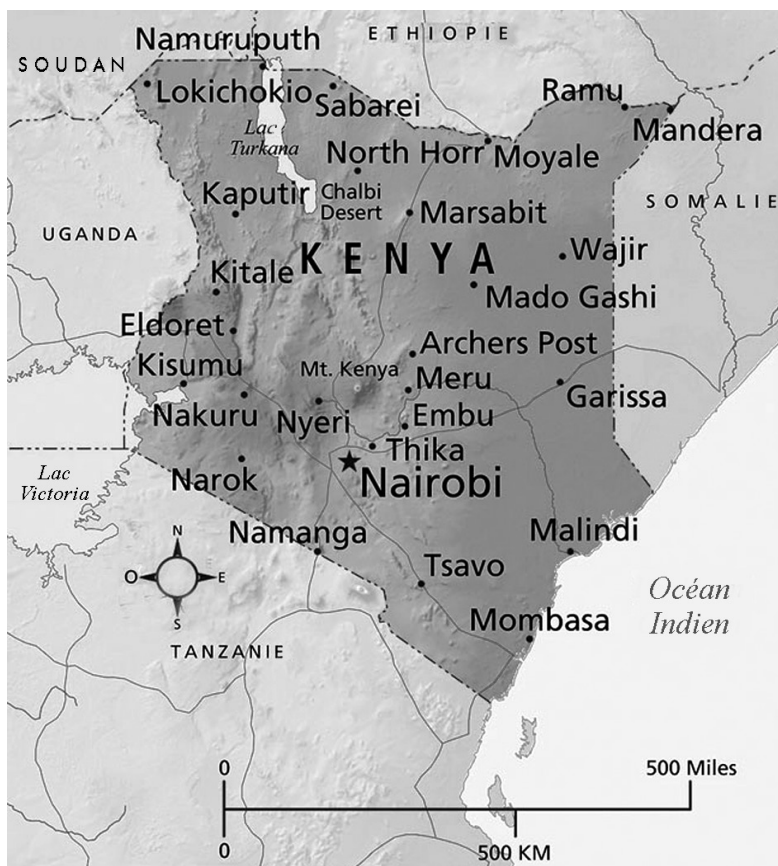 Namuruputh
ETHIOPIE
SOUDAN
Lokichokio
Sabarei
Ramu
Mandera
Lac
Turkana
North Horr
Moyale
Kaputir
Chalbi
Desert
Marsabit
SOMALIE
UGANDA
KENYA
Wajir
Kitale
Mado Gashi
Eldoret
Archers Post
Kisumu
Mt. Kenya
Meru
Garissa
Nakuru
Nyeri
Embu
Thika
Lac
Victoria
Narok
Nairobi
Namanga
Malindi
N
O
E
S
Tsavo
Océan
Indien
Mombasa
TANZANIE
0
500 Miles
0
500 KM